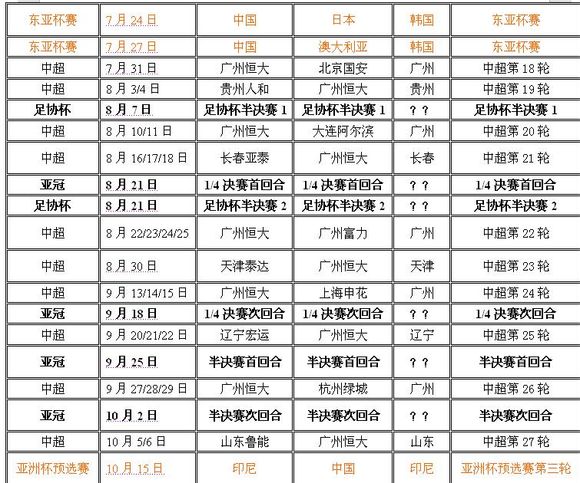 东亚杯赛 7月24日 中国 日本 韩国 东亚杯赛
东亚杯赛 7月27日 中国 澳大利亚 韩国 东亚杯赛
中超 7月31日 广州恒大 北京国安 广州 中超第18轮
中超 8月3/4日 贵州人和 广州恒大 贵州 中超第19轮
足协杯 8月7日 足协杯半决赛1 足协杯半决赛2 ？？ 足协杯半决赛1
中超 8月10/11日 广州恒大 大连阿尔滨 广州 中超第20轮
中超 8月16/17/18日 长春亚泰 广州恒大 长春 中超第21轮
亚冠 8月21日 1/4决赛首回合 1/4决赛首回合 ？？ 1/4决赛首回合
足协杯 8月21日 足协杯半决赛2 足协杯半决赛2 ？？ 足协杯半决赛2
中超 8月22/23/24/25 广州恒大 广州富力 广州 中超第22轮
中超 8月30日 天津泰达 广州恒大 天津 中超第23轮
中超 9月13/14/15日 广州恒大 上海申花 广州 中超第24轮
亚冠 9月18日 1/4决赛次回合 1/4决赛次回合 ？？ 1/4决赛次回合
中超 9月20/21/22日 辽宁宏运 广州恒大 辽宁 中超第25轮
亚冠 9月25日 半决赛首回合 半决赛首回合 ？？ 半决赛首回合
中超 9月27/28/29日 广州恒大 杭州绿城 广州 中超第26轮
亚冠 10月2日 半决赛次回合 半决赛次回合 ？？ 半决赛次回合
中超 10月5/6日 山东鲁能 广州恒大 山东 中超第27轮
亚洲杯预选赛 10月15日 印尼 中国 印尼 亚洲杯预选赛第三轮